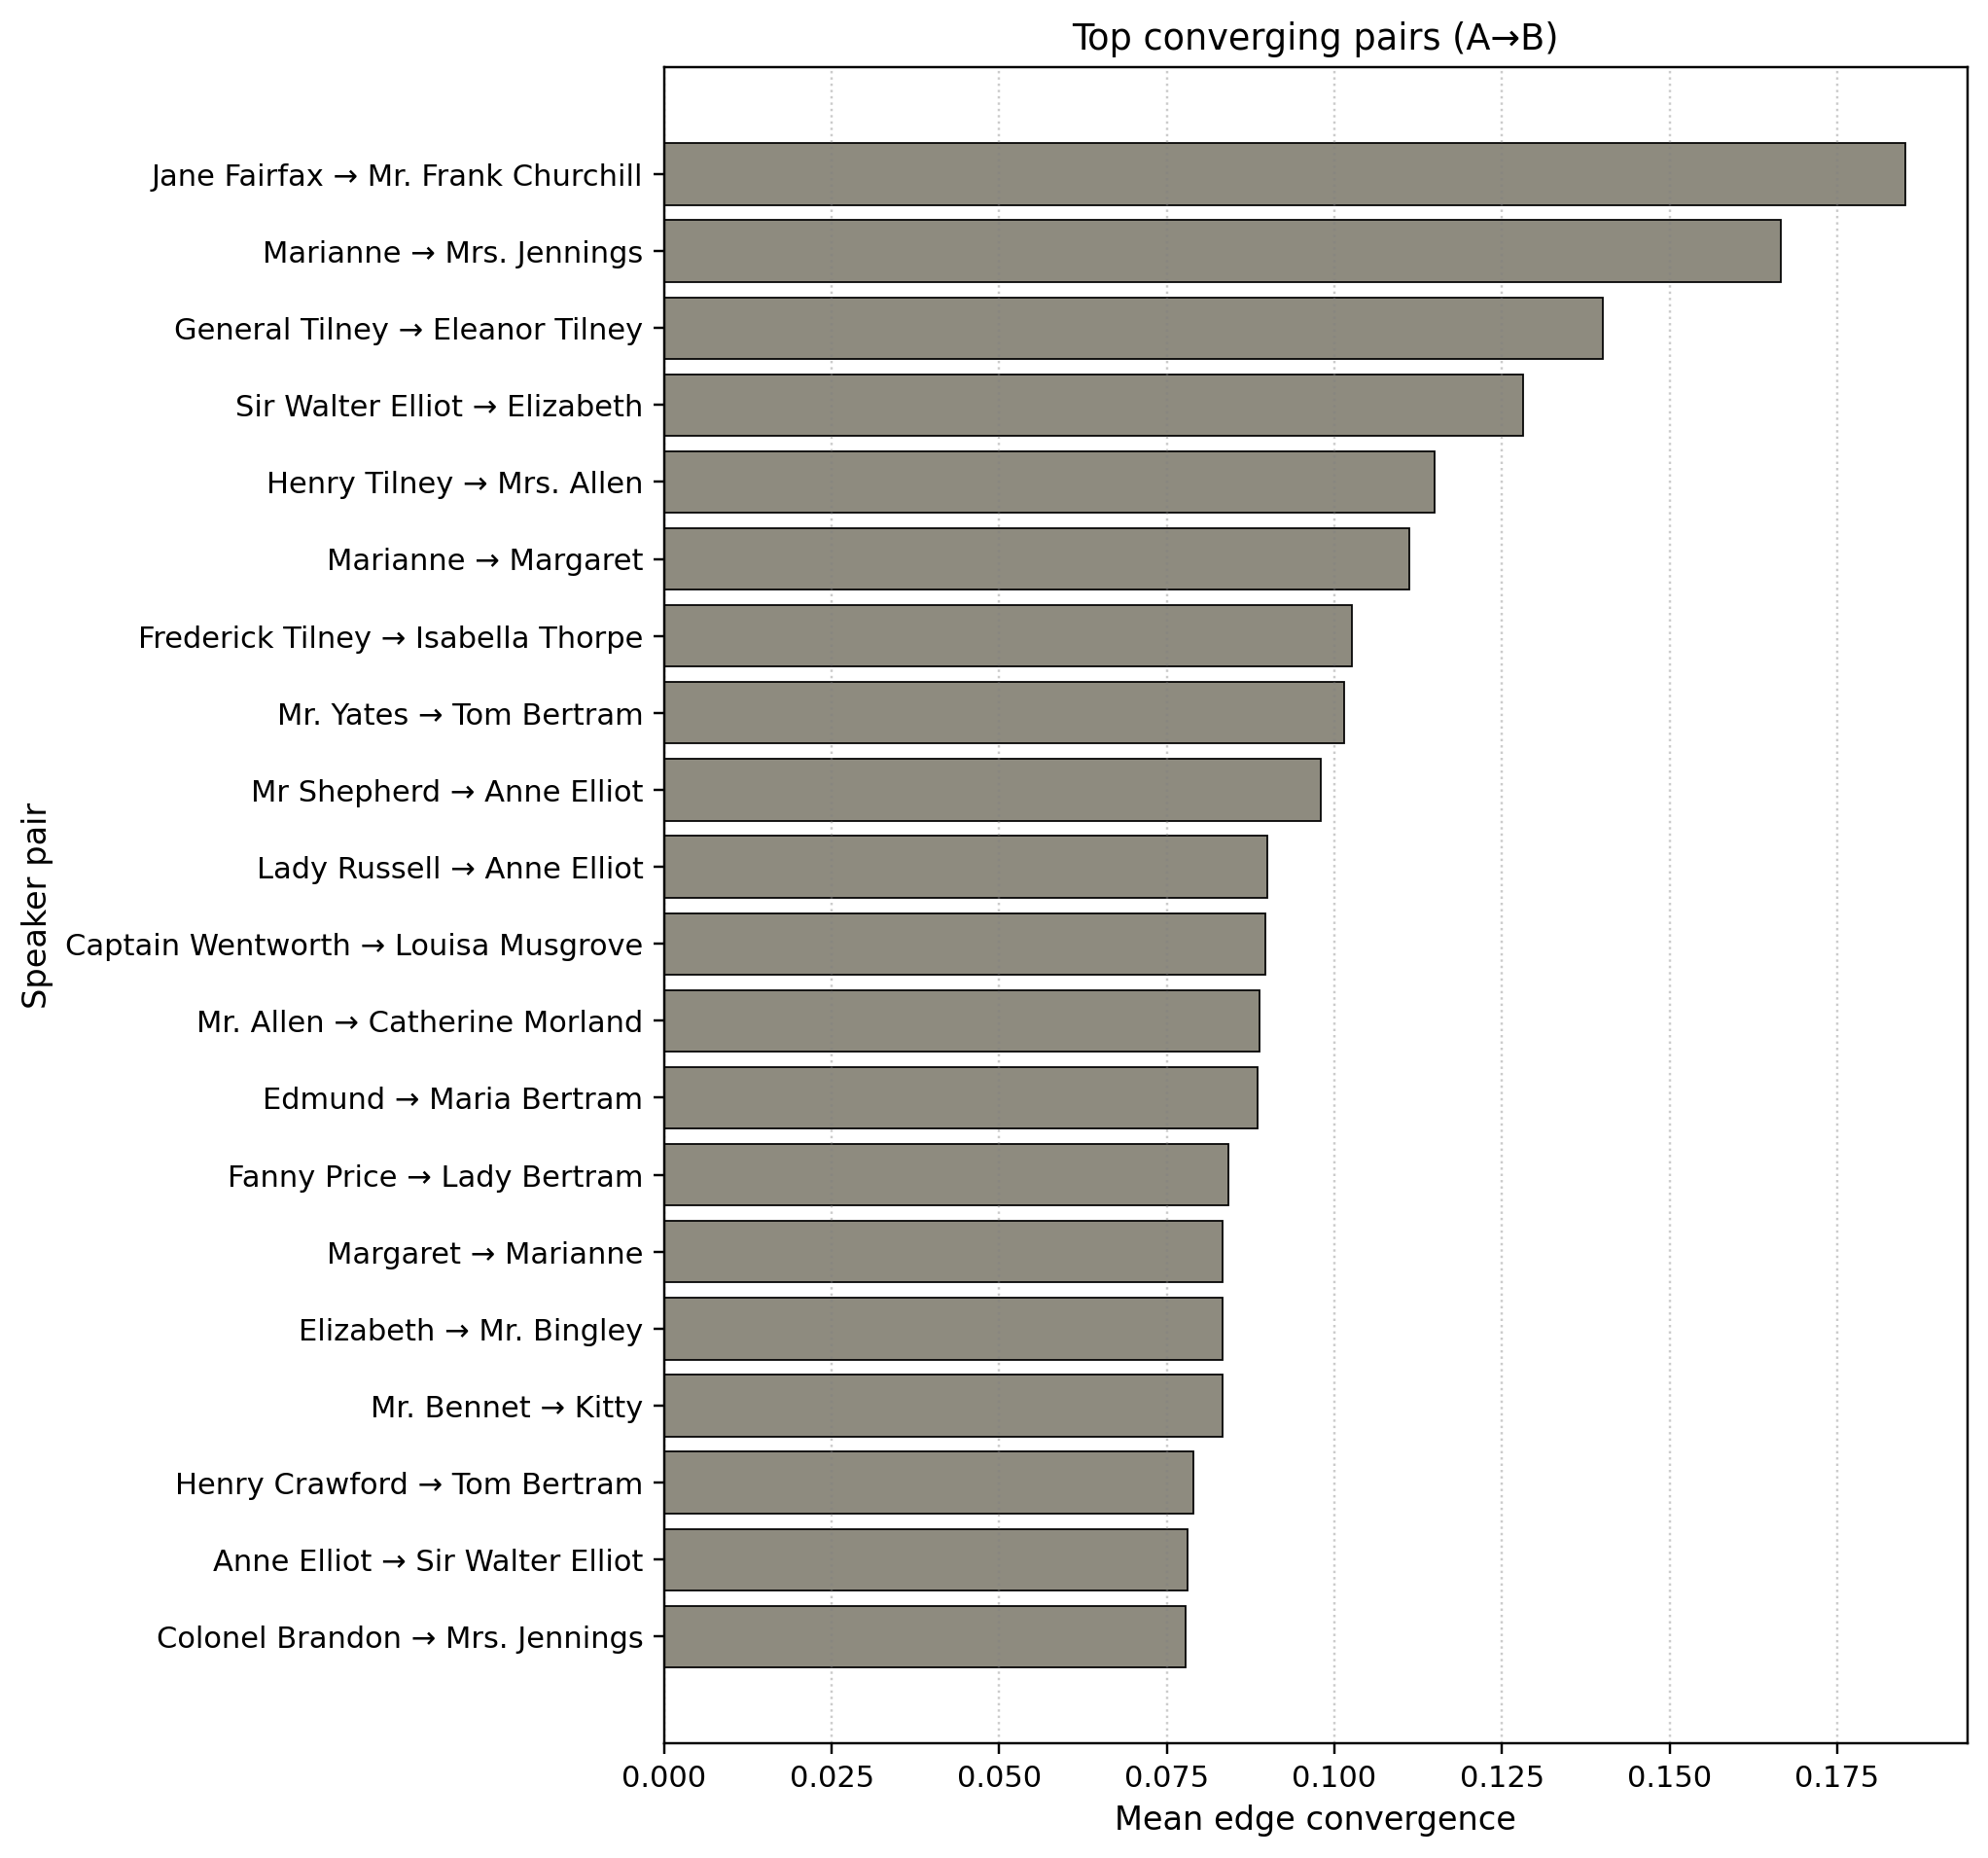 Top converging pairs (A→B)
Speaker pair
Jane Fairfax → Mr. Frank Churchill
Marianne → Mrs. Jennings
General Tilney → Eleanor Tilney
Sir Walter Elliot → Elizabeth
Henry Tilney → Mrs. Allen
Marianne → Margaret
Frederick Tilney → Isabella Thorpe
Mr. Yates → Tom Bertram
Mr Shepherd → Anne Elliot
Lady Russell → Anne Elliot
Captain Wentworth → Louisa Musgrove
Mr. Allen → Catherine Morland
Edmund → Maria Bertram
Fanny Price → Lady Bertram
Margaret → Marianne
Elizabeth → Mr. Bingley
Mr. Bennet → Kitty
Henry Crawford → Tom Bertram
Anne Elliot → Sir Walter Elliot
Colonel Brandon → Mrs. Jennings
0.000 0.025 0.050 0.075 0.100 0.125 0.150 0.175
Mean edge convergence